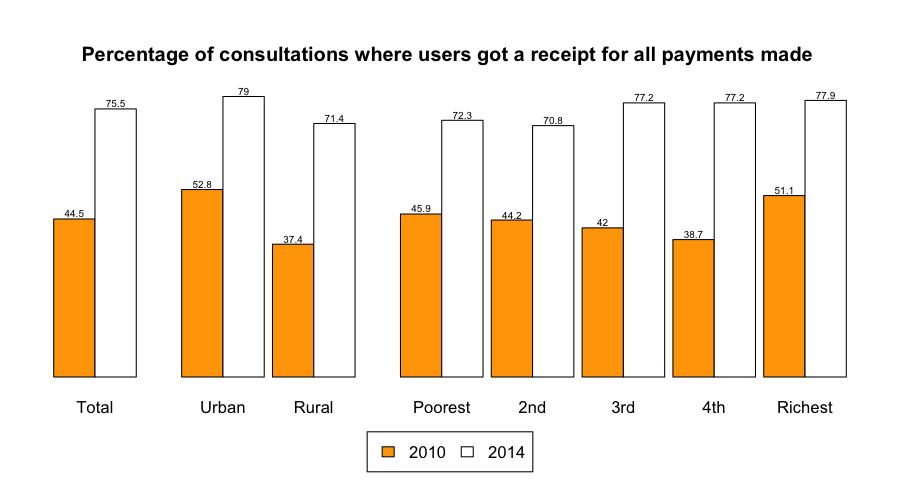 Percentage of consultations where users got a receipt for all payments made
44.5 75.5 52.8 79 37.4 71.4 45.9 72.3 44.2 70.8 42 77.2 38.7 77.2 51.1 77.9
Total Urban Rural Poorest 2nd 3rd 4th Richest
2010 2014